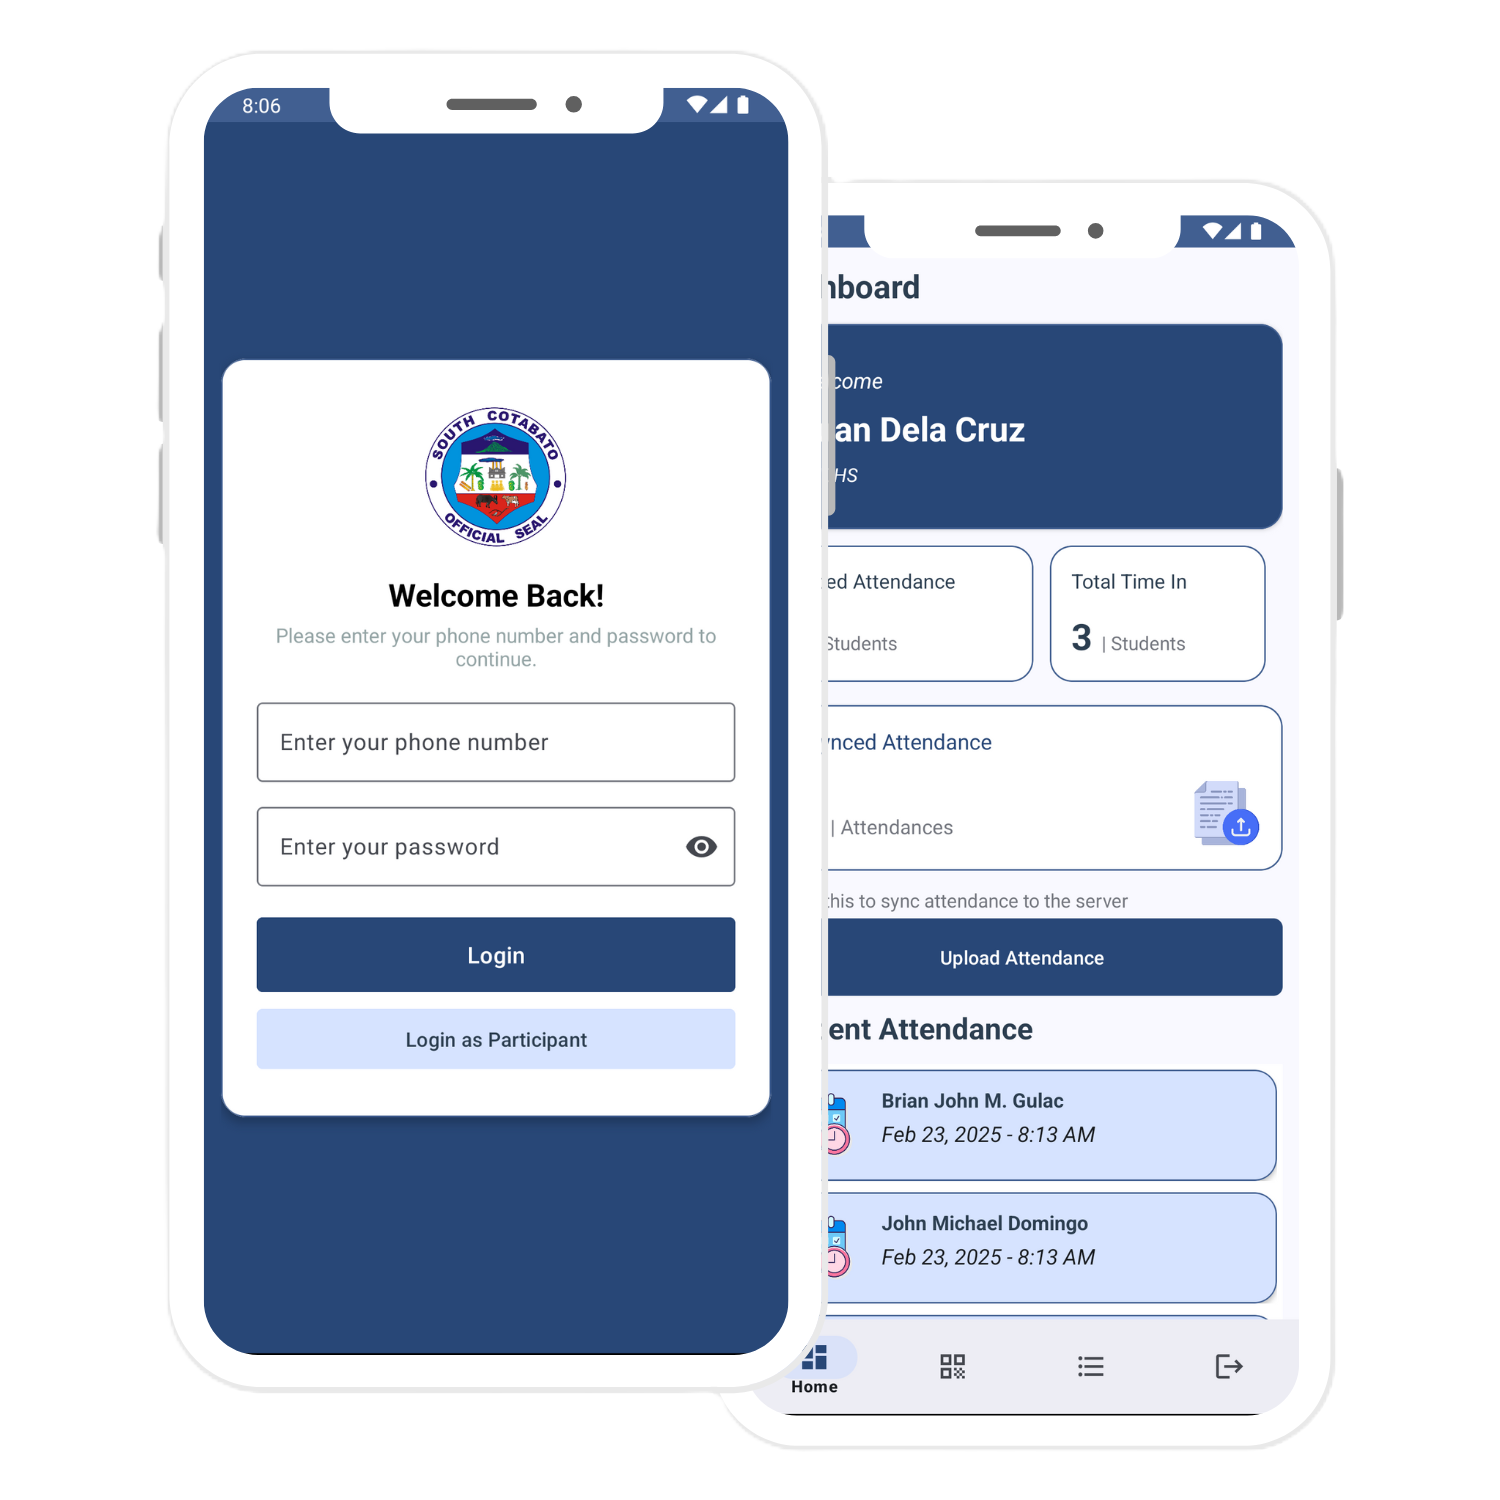 8:06
SOUTH COTABATO
OFFICIAL SEAL
Welcome Back!
Please enter your phone number and password to
continue.
Enter your phone number
Enter your password
Login
Login as Participant
nboard
come
an Dela Cruz
HS
ed Attendance
Students
Total Time In
3 | Students
nced Attendance
| Attendances
this to sync attendance to the server
Upload Attendance
ent Attendance
Brian John M. Gulac
Feb 23, 2025 - 8:13 AM
John Michael Domingo
Feb 23, 2025 - 8:13 AM
Home